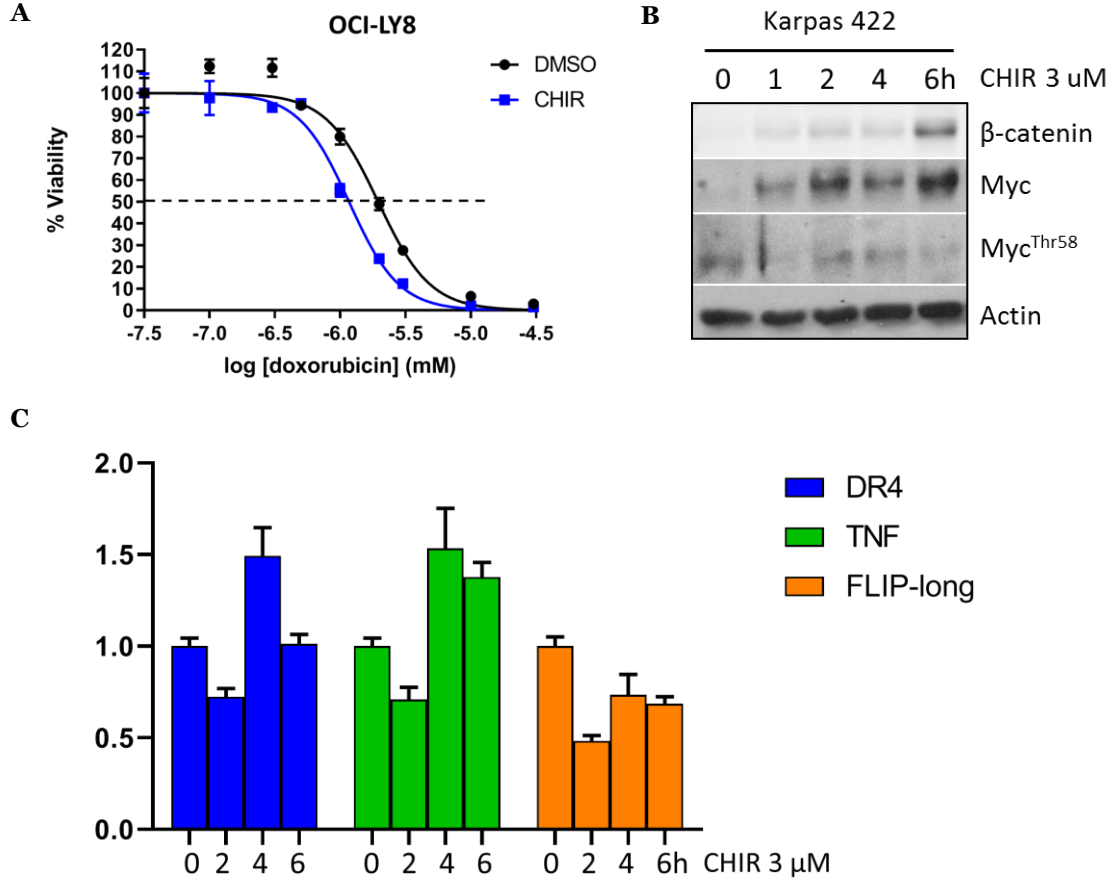 A
OCI-LY8
120
110
100
90
80
70
60
50
40
30
20
10
0
% Viability
-7.5 -7.0 -6.5 -6.0 -5.5 -5.0 -4.5
log [doxorubicin] (mM)
DMSO
CHIR
B
Karpas 422
0 1 2 4 6h CHIR 3 uM
β-catenin
Myc
Myc^Thr58
Actin
C
2.0
1.5
1.0
0.5
0.0
0 2 4 6 0 2 4 6 0 2 4 6h CHIR 3 µM
DR4
TNF
FLIP-long